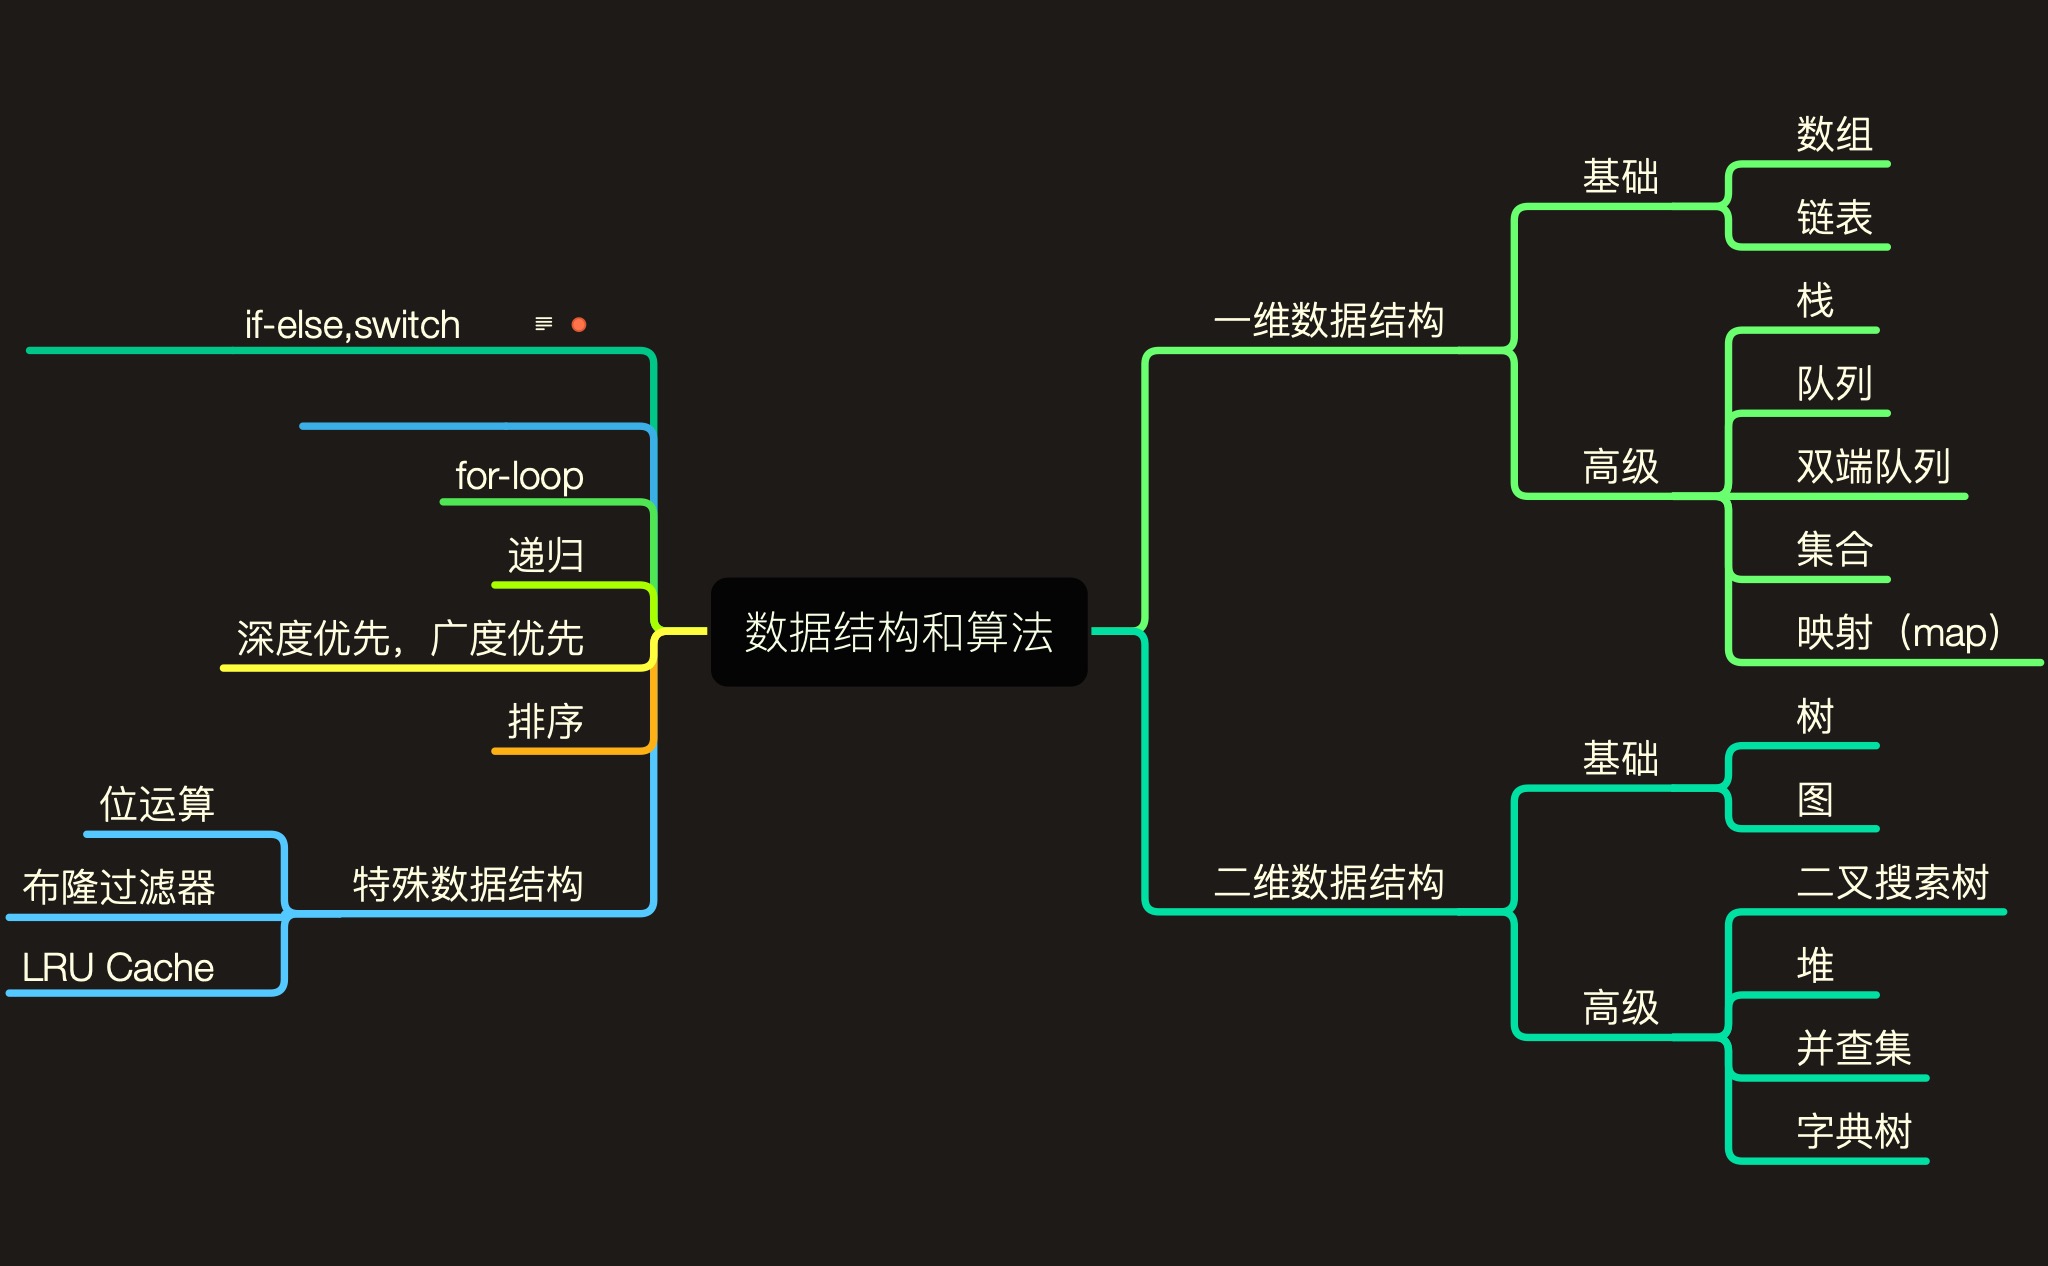 数据结构和算法
if-else,switch
for-loop
递归
深度优先，广度优先
排序
特殊数据结构
位运算
布隆过滤器
LRU Cache
一维数据结构
基础
数组
链表
高级
栈
队列
双端队列
集合
映射（map）
二维数据结构
基础
树
图
高级
二叉搜索树
堆
并查集
字典树